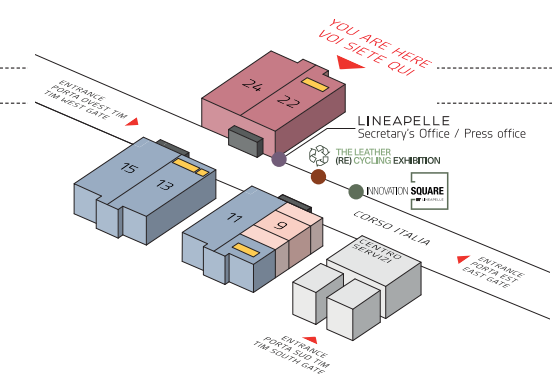 YOU ARE HERE
VOI SIETE QUI
24
22
ENTRANCE
PORTA OVEST TIM
TIM WEST GATE
LINEAPELLE
Secretary's Office / Press office
THE LEATHER
(RE)CYCLING EXHIBITION
15
13
INNOVATION SQUARE
BY LINEAPELLE
11
9
CORSO ITALIA
CENTRO
SERVIZI
ENTRANCE
PORTA EST
EAST GATE
ENTRANCE
PORTA SUD TIM
TIM SOUTH GATE